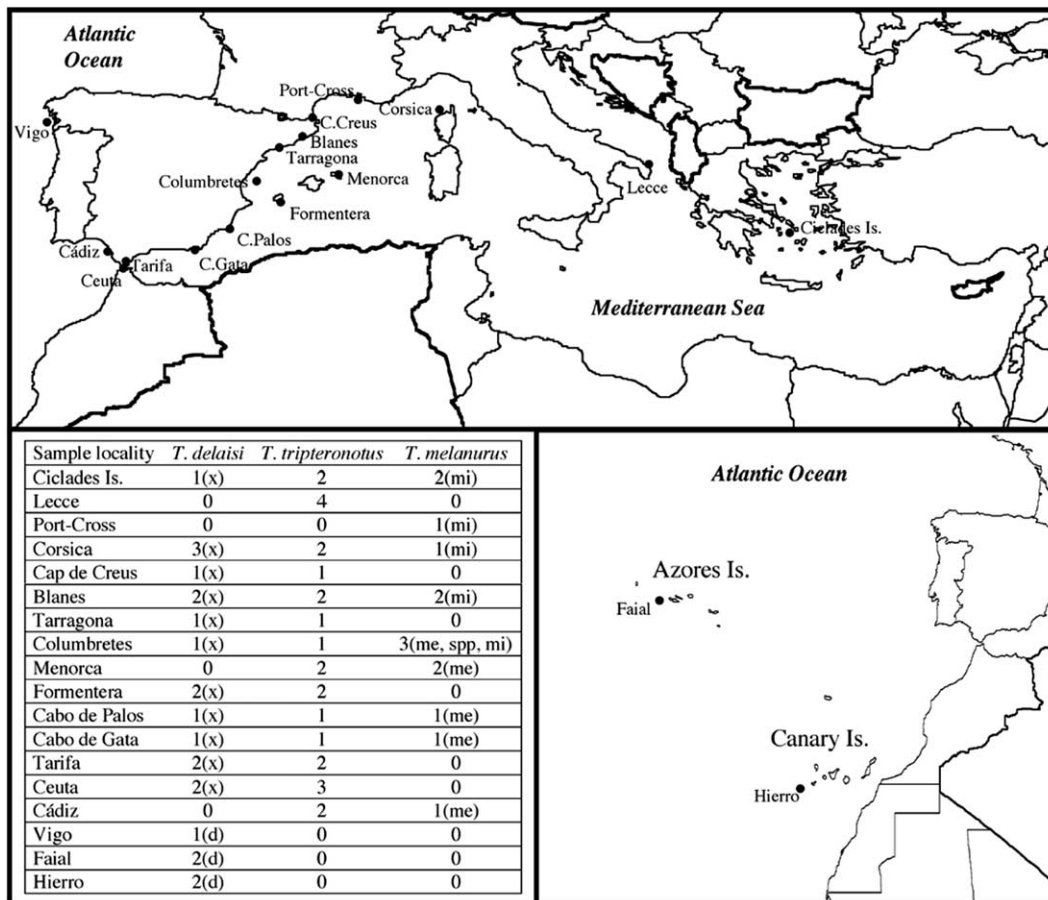 Atlantic
Ocean
Port-Cross
Corsica
C.Creus
Vigo
Blanes
Tarragona
Columbretes
Menorca
Lecce
Formentera
C.Palos
Ciclades Is.
Cádiz
Tarifa
C.Gata
Ceuta
Mediterranean Sea
Sample locality T. delaisi T. tripteronotus T. melanurus
Ciclades Is. 1(x) 2 2(mi)
Lecce 0 4 0
Port-Cross 0 0 1(mi)
Corsica 3(x) 2 1(mi)
Cap de Creus 1(x) 1 0
Blanes 2(x) 2 2(mi)
Tarragona 1(x) 1 0
Columbretes 1(x) 1 3(me, spp, mi)
Menorca 0 2 2(me)
Formentera 2(x) 2 0
Cabo de Palos 1(x) 1 1(me)
Cabo de Gata 1(x) 1 1(me)
Tarifa 2(x) 2 0
Ceuta 2(x) 3 0
Cádiz 0 2 1(me)
Vigo 1(d) 0 0
Faial 2(d) 0 0
Hierro 2(d) 0 0
Atlantic Ocean
Azores Is.
Faial
Canary Is.
Hierro